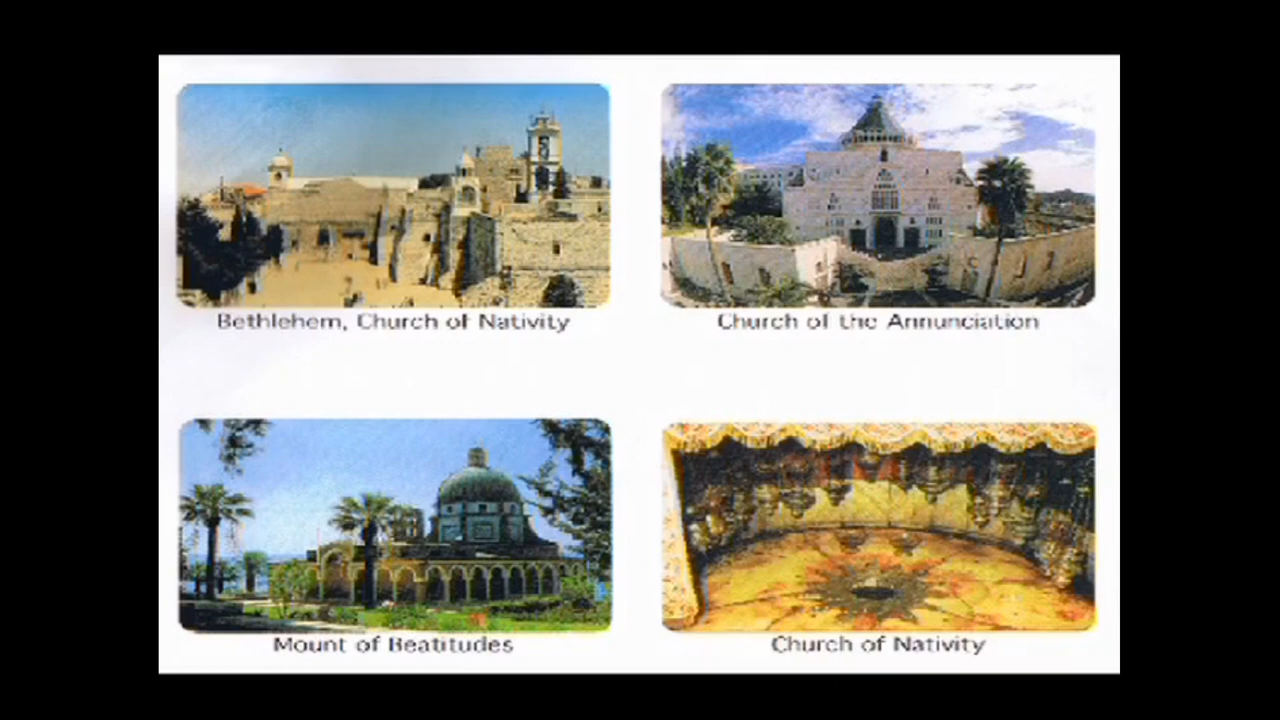 Bethlehem, Church of Nativity
Church of the Annunciation
Mount of Beatitudes
Church of Nativity